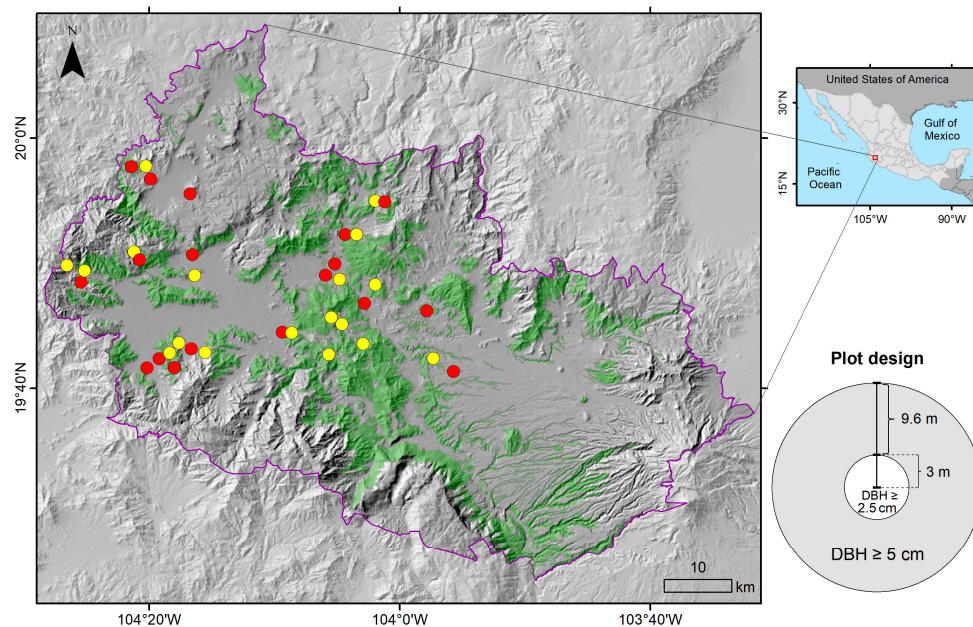 N
20°0'N
19°40'N
104°20'W
104°0'W
103°40'W
10
km
United States of America
Gulf of
Mexico
Pacific
Ocean
30°N
15°N
105°W
90°W
Plot design
9.6 m
3 m
DBH ≥
2.5 cm
DBH ≥ 5 cm